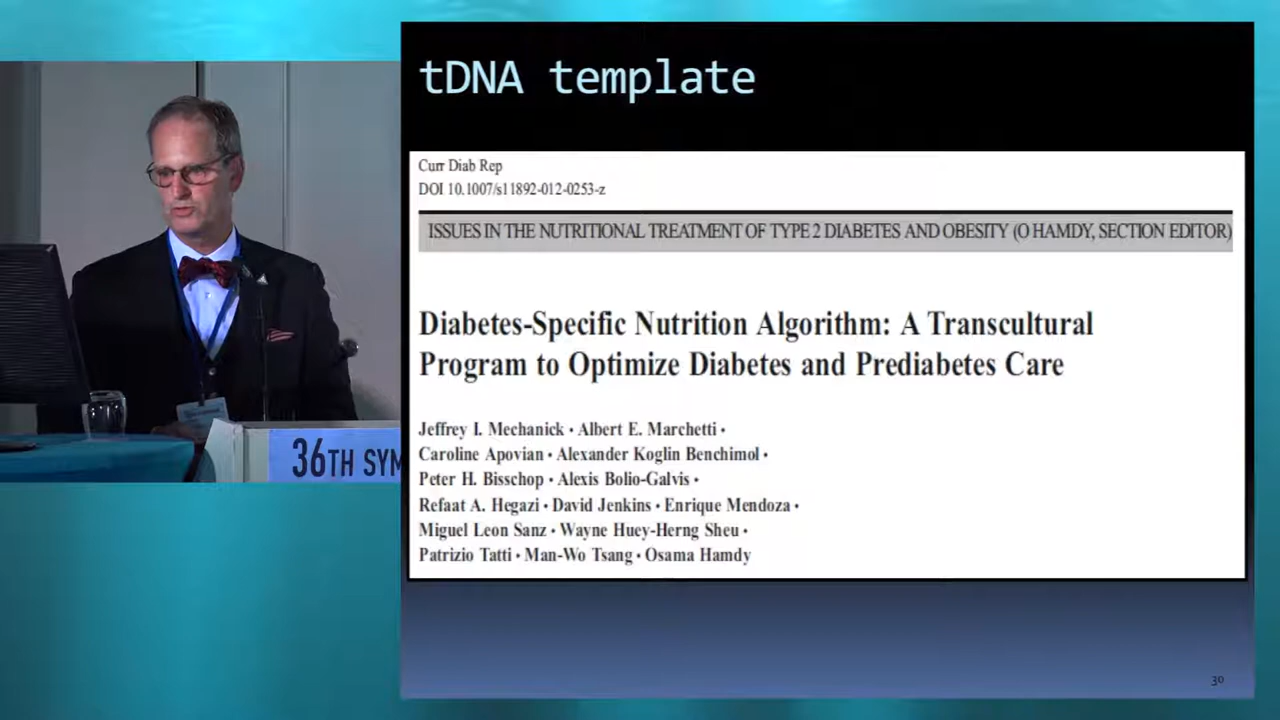 tDNA template
Curr Diab Rep
DOI 10.1007/s11892-012-0253-z
ISSUES IN THE NUTRITIONAL TREATMENT OF TYPE 2 DIABETES AND OBESITY (O HAMDY, SECTION EDITOR)
Diabetes-Specific Nutrition Algorithm: A Transcultural
Program to Optimize Diabetes and Prediabetes Care
Jeffrey I. Mechanick · Albert E. Marchetti ·
Caroline Apovian · Alexander Koglin Benchimol ·
Peter H. Bisschop · Alexis Bolio-Galvis ·
Refaat A. Hegazi · David Jenkins · Enrique Mendoza ·
Miguel Leon Sanz · Wayne Huey-Herng Sheu ·
Patrizio Tatti · Man-Wo Tsang · Osama Hamdy
36TH SYM
30